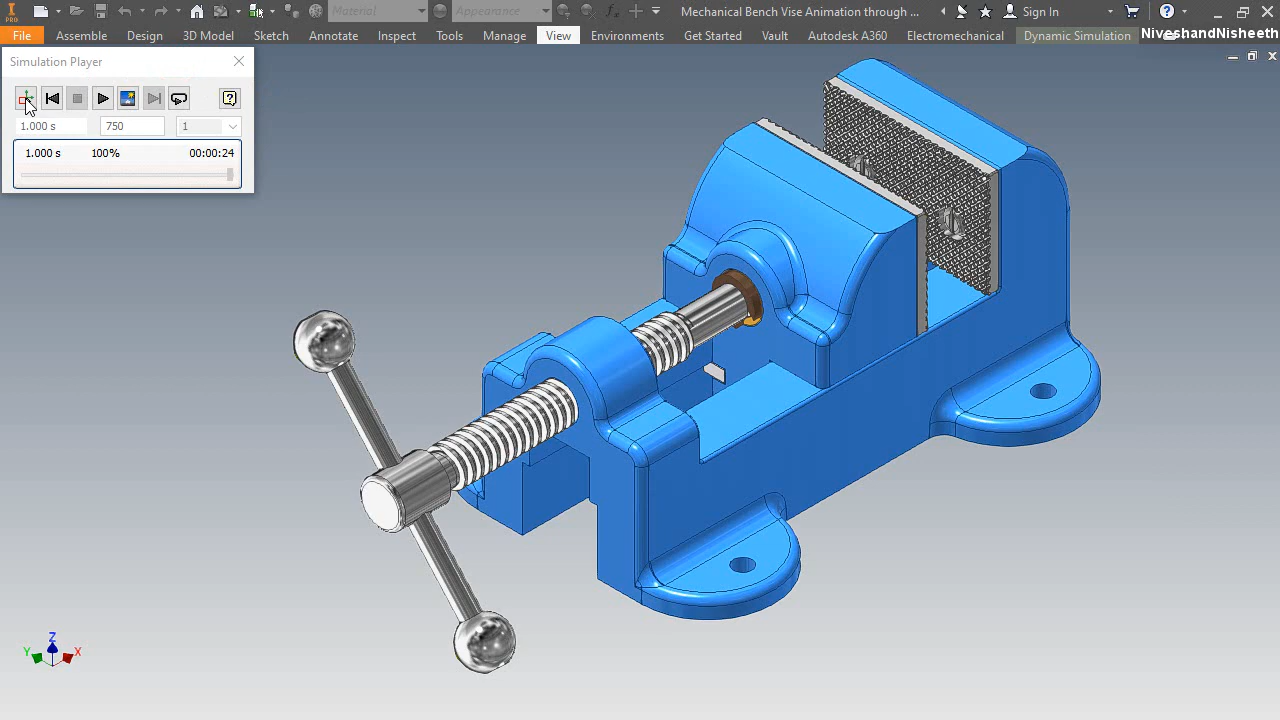 PRO
Material
Appearance
Mechanical Bench Vise Animation through ...
Sign In
File
Assemble
Design
3D Model
Sketch
Annotate
Inspect
Tools
Manage
View
Environments
Get Started
Vault
Autodesk A360
Electromechanical
Dynamic Simulation
NiveshandNisheeth
Simulation Player
1.000 s
750
1
1.000 s
100%
00:00:24
Z
Y
X